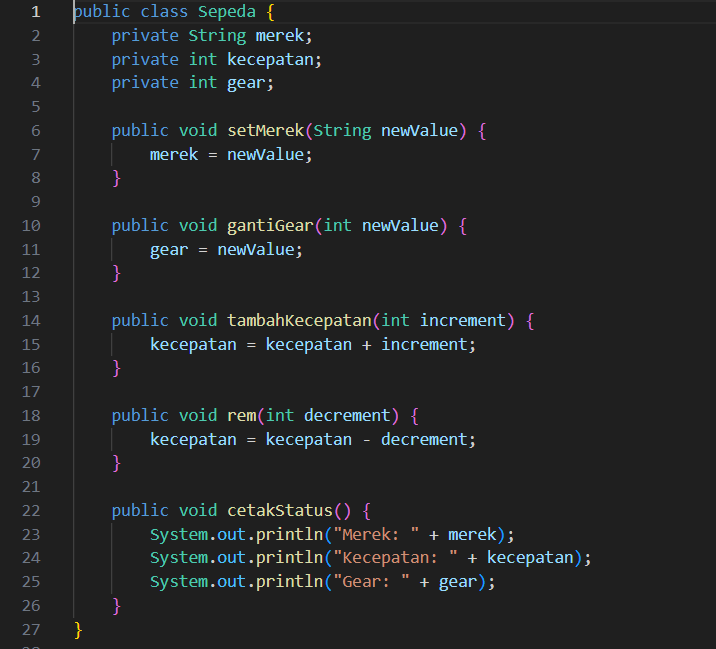 1 public class Sepeda {
2     private String merek;
3     private int kecepatan;
4     private int gear;
5
6     public void setMerek(String newValue) {
7         merek = newValue;
8     }
9
10     public void gantiGear(int newValue) {
11         gear = newValue;
12     }
13
14     public void tambahKecepatan(int increment) {
15         kecepatan = kecepatan + increment;
16     }
17
18     public void rem(int decrement) {
19         kecepatan = kecepatan - decrement;
20     }
21
22     public void cetakStatus() {
23         System.out.println("Merek: " + merek);
24         System.out.println("Kecepatan: " + kecepatan);
25         System.out.println("Gear: " + gear);
26     }
27 }